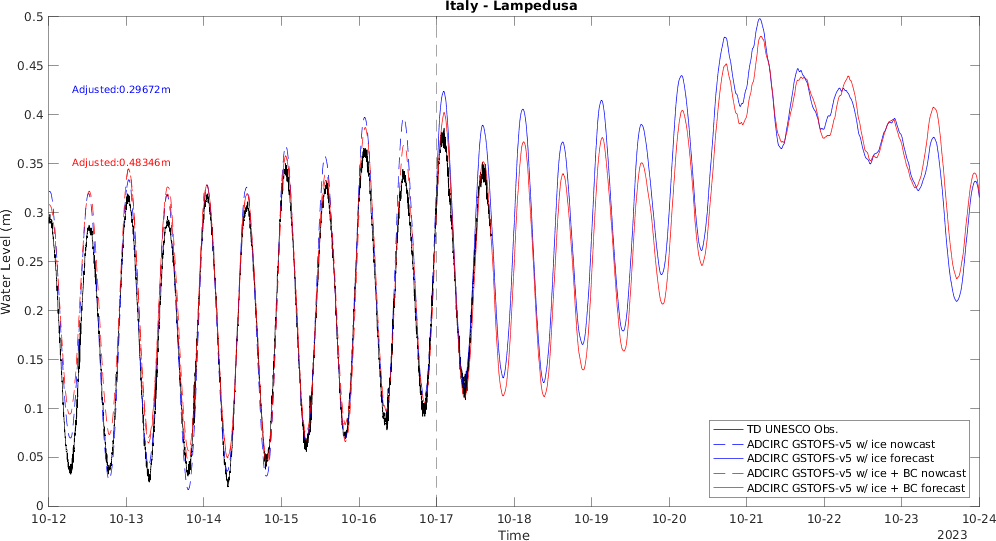 Italy - Lampedusa
0.5
0.45
0.4
0.35
0.3
0.25
0.2
0.15
0.1
0.05
0
Water Level (m)
Adjusted:0.29672m
Adjusted:0.48346m
TD UNESCO Obs.
ADCIRC GSTOFS-v5 w/ ice nowcast
ADCIRC GSTOFS-v5 w/ ice forecast
ADCIRC GSTOFS-v5 w/ ice + BC nowcast
ADCIRC GSTOFS-v5 w/ ice + BC forecast
10-12 10-13 10-14 10-15 10-16 10-17 10-18 10-19 10-20 10-21 10-22 10-23 10-24
Time
2023